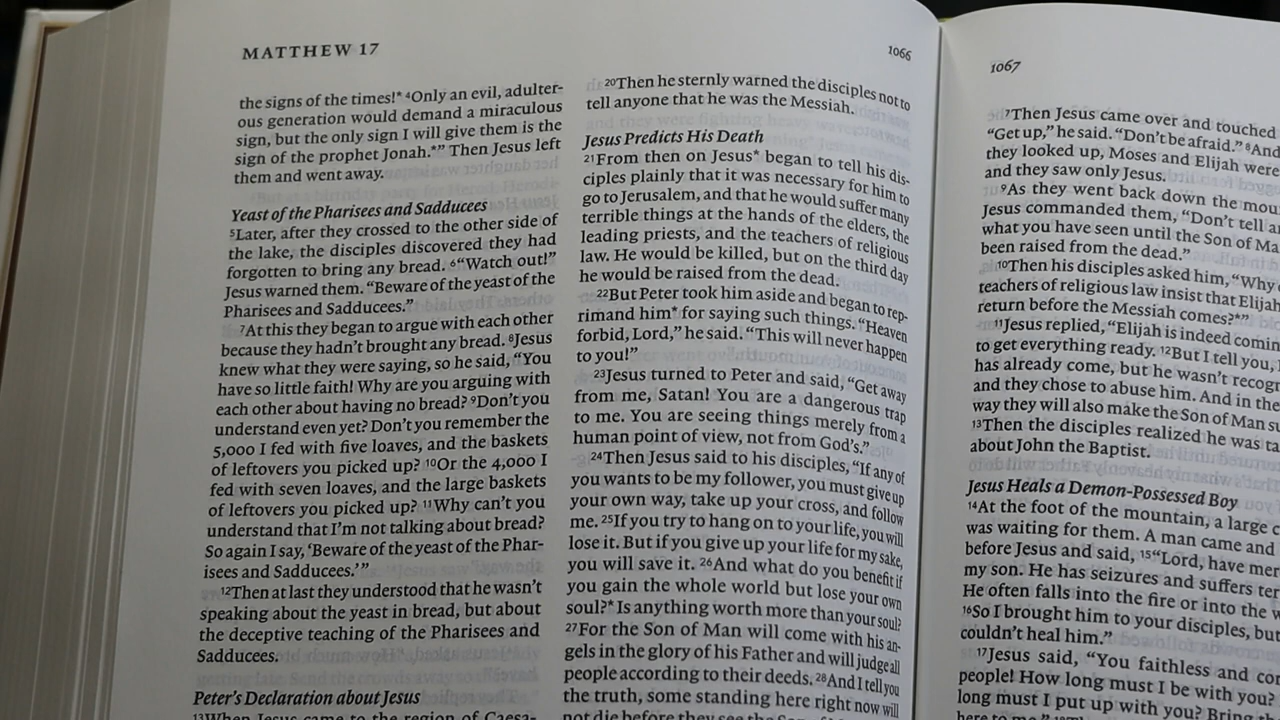 MATTHEW 17
1066
the signs of the times!* ⁴Only an evil, adulter-
ous generation would demand a miraculous
sign, but the only sign I will give them is the
sign of the prophet Jonah.*” Then Jesus left
them and went away.
Yeast of the Pharisees and Sadducees
⁵Later, after they crossed to the other side of
the lake, the disciples discovered they had
forgotten to bring any bread. ⁶“Watch out!”
Jesus warned them. “Beware of the yeast of the
Pharisees and Sadducees.”
⁷At this they began to argue with each other
because they hadn’t brought any bread. ⁸Jesus
knew what they were saying, so he said, “You
have so little faith! Why are you arguing with
each other about having no bread? ⁹Don’t you
understand even yet? Don’t you remember the
5,000 I fed with five loaves, and the baskets
of leftovers you picked up? ¹⁰Or the 4,000 I
fed with seven loaves, and the large baskets
of leftovers you picked up? ¹¹Why can’t you
understand that I’m not talking about bread?
So again I say, ‘Beware of the yeast of the Phar-
isees and Sadducees.’”
¹²Then at last they understood that he wasn’t
speaking about the yeast in bread, but about
the deceptive teaching of the Pharisees and
Sadducees.
Peter’s Declaration about Jesus
¹³When Jesus came to the region of Caesa-
²⁰Then he sternly warned the disciples not to
tell anyone that he was the Messiah.
Jesus Predicts His Death
²¹From then on Jesus* began to tell his dis-
ciples plainly that it was necessary for him to
go to Jerusalem, and that he would suffer many
terrible things at the hands of the elders, the
leading priests, and the teachers of religious
law. He would be killed, but on the third day
he would be raised from the dead.
²²But Peter took him aside and began to rep-
rimand him* for saying such things. “Heaven
forbid, Lord,” he said. “This will never happen
to you!”
²³Jesus turned to Peter and said, “Get away
from me, Satan! You are a dangerous trap
to me. You are seeing things merely from a
human point of view, not from God’s.”
²⁴Then Jesus said to his disciples, “If any of
you wants to be my follower, you must give up
your own way, take up your cross, and follow
me. ²⁵If you try to hang on to your life, you will
lose it. But if you give up your life for my sake,
you will save it. ²⁶And what do you benefit if
you gain the whole world but lose your own
soul?* Is anything worth more than your soul?
²⁷For the Son of Man will come with his an-
gels in the glory of his Father and will judge all
people according to their deeds. ²⁸And I tell you
the truth, some standing here right now will
not die before they see the Son of
1067
⁷Then Jesus came over and touched
“Get up,” he said. “Don’t be afraid.” ⁸And
they looked up, Moses and Elijah were
and they saw only Jesus.
⁹As they went back down the mou
Jesus commanded them, “Don’t tell a
what you have seen until the Son of Ma
been raised from the dead.”
¹⁰Then his disciples asked him, “Why
teachers of religious law insist that Elijah
return before the Messiah comes?*”
¹¹Jesus replied, “Elijah is indeed comin
to get everything ready. ¹²But I tell you,
has already come, but he wasn’t recogn
and they chose to abuse him. And in the
way they will also make the Son of Man su
¹³Then the disciples realized he was ta
about John the Baptist.
Jesus Heals a Demon-Possessed Boy
¹⁴At the foot of the mountain, a large c
was waiting for them. A man came and
before Jesus and said, ¹⁵“Lord, have mer
my son. He has seizures and suffers ter
He often falls into the fire or into the w
¹⁶So I brought him to your disciples, but
couldn’t heal him.”
¹⁷Jesus said, “You faithless and cor
people! How long must I be with you?
long must I put up with you? Bring
here to me.”